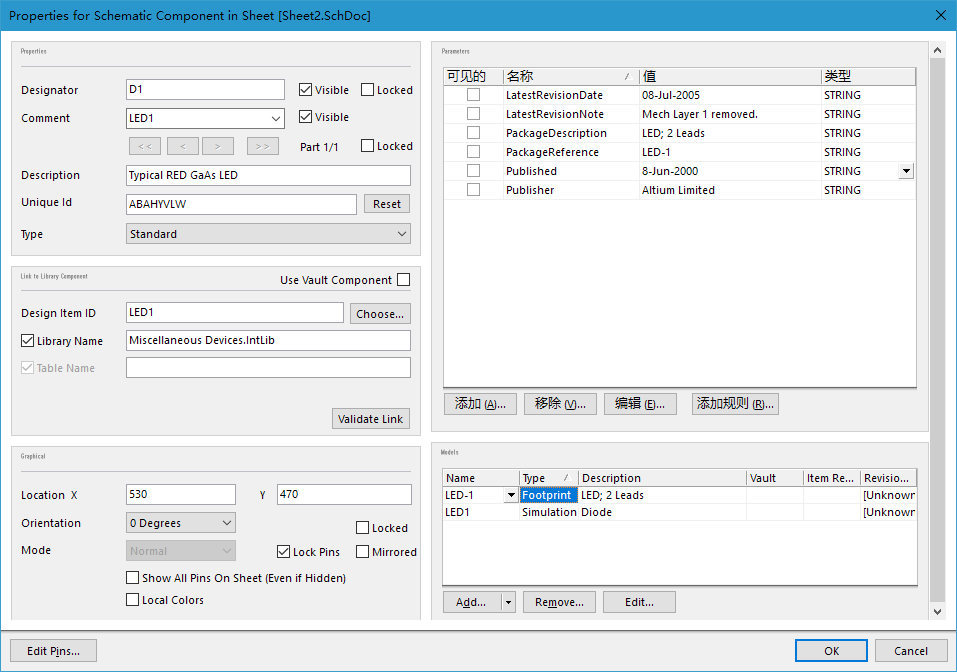 Properties for Schematic Component in Sheet [Sheet2.SchDoc]
Properties
Designator
D1
Visible
Locked
Comment
LED1
Visible
<<
<
>
>>
Part 1/1
Locked
Description
Typical RED GaAs LED
Unique Id
ABAHYVLW
Reset
Type
Standard
Link to Library Component
Use Vault Component
Design Item ID
LED1
Choose...
Library Name
Miscellaneous Devices.IntLib
Table Name
Validate Link
Graphical
Location X
530
Y
470
Orientation
0 Degrees
Locked
Mode
Normal
Lock Pins
Mirrored
Show All Pins On Sheet (Even if Hidden)
Local Colors
Parameters
可见的 名称 值 类型
LatestRevisionDate 08-Jul-2005 STRING
LatestRevisionNote Mech Layer 1 removed. STRING
PackageDescription LED; 2 Leads STRING
PackageReference LED-1 STRING
Published 8-Jun-2000 STRING
Publisher Altium Limited STRING
添加 (A)... 移除 (V)... 编辑 (E)... 添加规则 (R)...
Models
Name Type Description Vault Item Re... Revisio...
LED-1 Footprint LED; 2 Leads [Unknown
LED1 Simulation Diode [Unknown
Add... Remove... Edit...
Edit Pins...
OK
Cancel